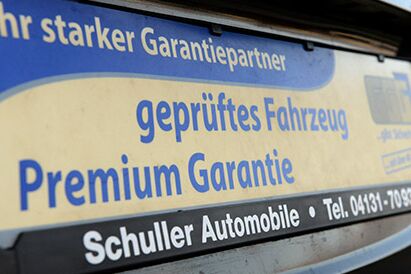 hr starker Garantiepartner
geprüftes Fahrzeug
Premium Garantie
Schuller Automobile • Tel. 04131-709